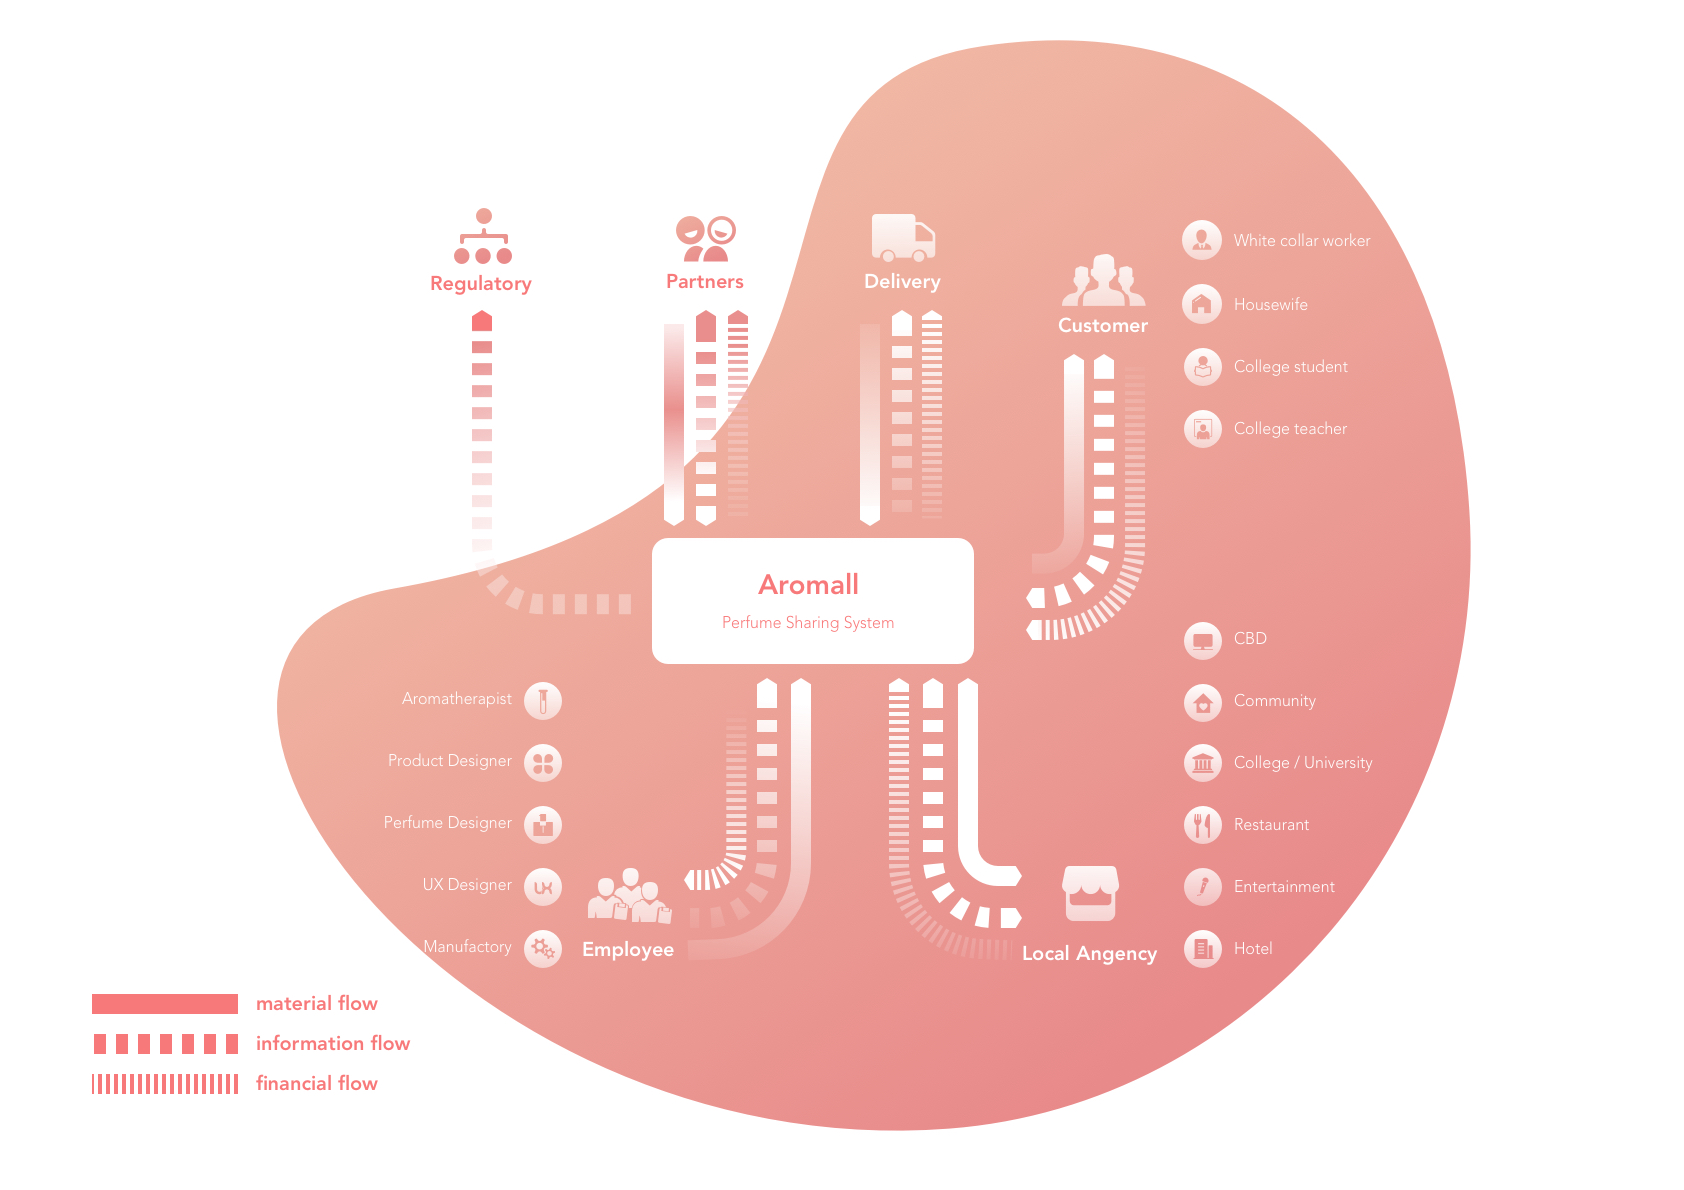 Regulatory
Partners
Delivery
Customer
White collar worker
Housewife
College student
College teacher
Aromall
Perfume Sharing System
Aromatherapist
Product Designer
Perfume Designer
UX Designer
UX
Manufactory
Employee
Local Angency
CBD
Community
College / University
Restaurant
Entertainment
Hotel
material flow
information flow
financial flow